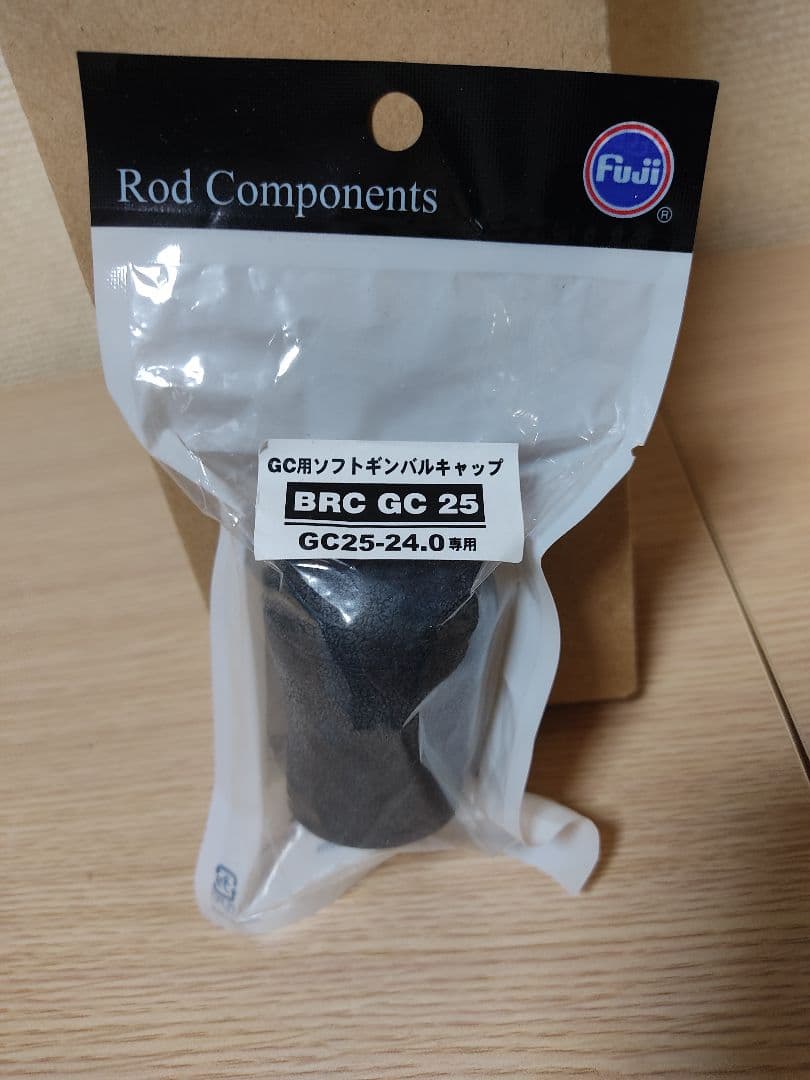 Rod Components
Fuji
®
GC用ソフトギンバルキャップ
BRC GC 25
GC25-24.0専用